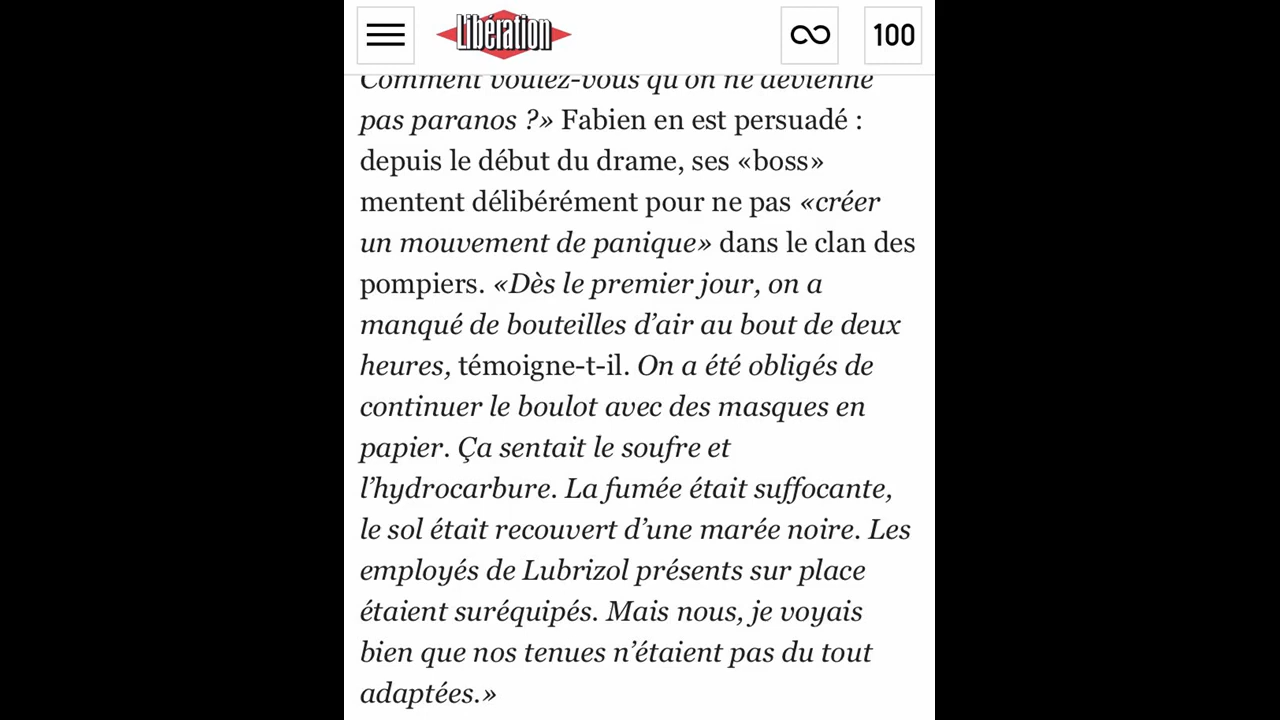 Libération
100
Comment voulez-vous qu'on ne devienne
pas paranos ?» Fabien en est persuadé :
depuis le début du drame, ses «boss»
mentent délibérément pour ne pas «créer
un mouvement de panique» dans le clan des
pompiers. «Dès le premier jour, on a
manqué de bouteilles d’air au bout de deux
heures, témoigne-t-il. On a été obligés de
continuer le boulot avec des masques en
papier. Ça sentait le soufre et
l’hydrocarbure. La fumée était suffocante,
le sol était recouvert d’une marée noire. Les
employés de Lubrizol présents sur place
étaient suréquipés. Mais nous, je voyais
bien que nos tenues n’étaient pas du tout
adaptées.»